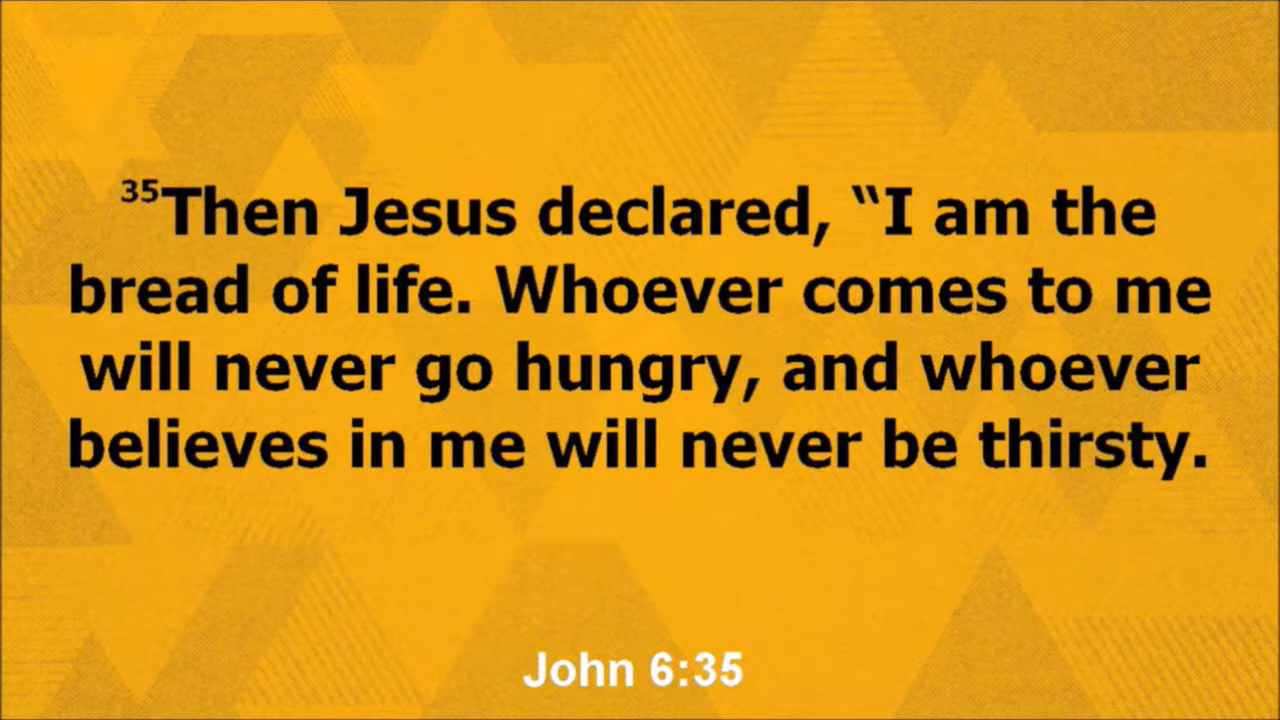 35Then Jesus declared, “I am the
bread of life. Whoever comes to me
will never go hungry, and whoever
believes in me will never be thirsty.
John 6:35